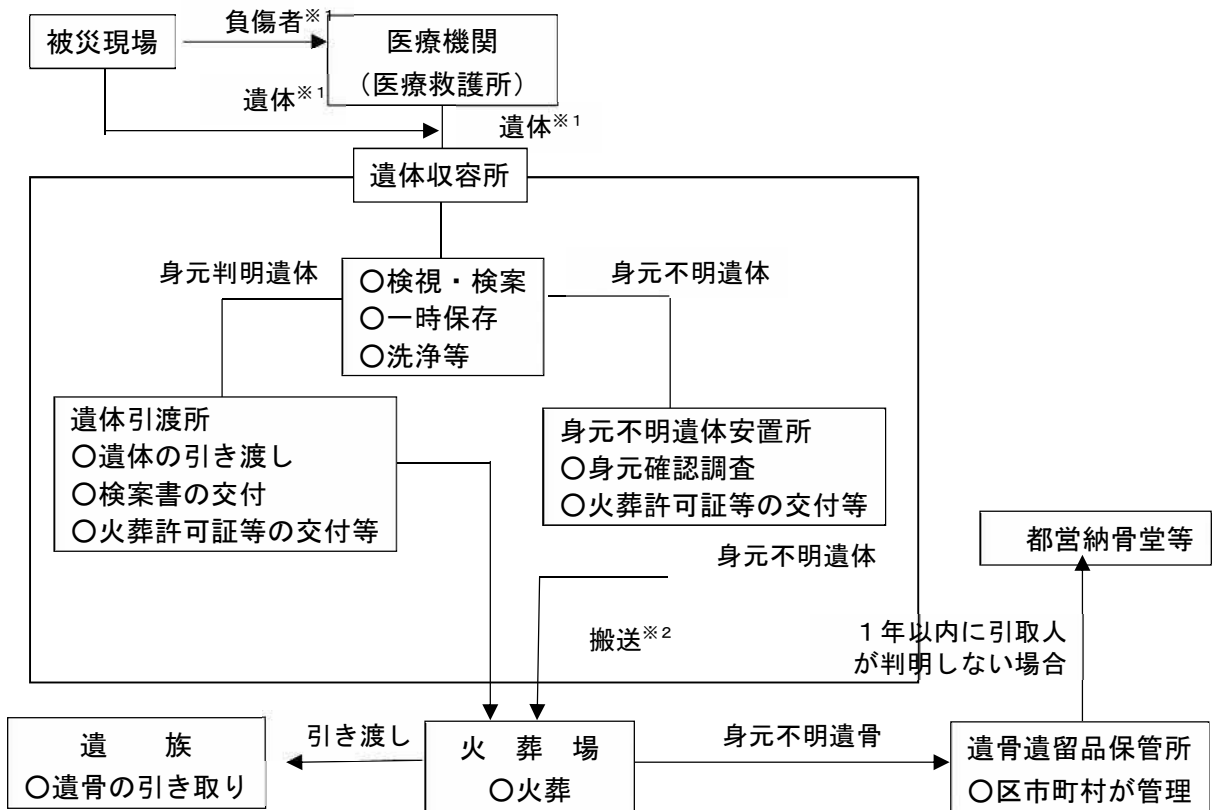 被災現場
負傷者※1
医療機関
（医療救護所）
遺体※1
遺体※1
遺体収容所
身元判明遺体
○検視・検案
○一時保存
○洗浄等
身元不明遺体
遺体引渡所
○遺体の引き渡し
○検案書の交付
○火葬許可証等の交付等
身元不明遺体安置所
○身元確認調査
○火葬許可証等の交付等
身元不明遺体
搬送※2
都営納骨堂等
１年以内に引取人
が判明しない場合
遺　　族
○遺骨の引き取り
引き渡し
火　葬　場
○火葬
身元不明遺骨
遺骨遺留品保管所
○区市町村が管理